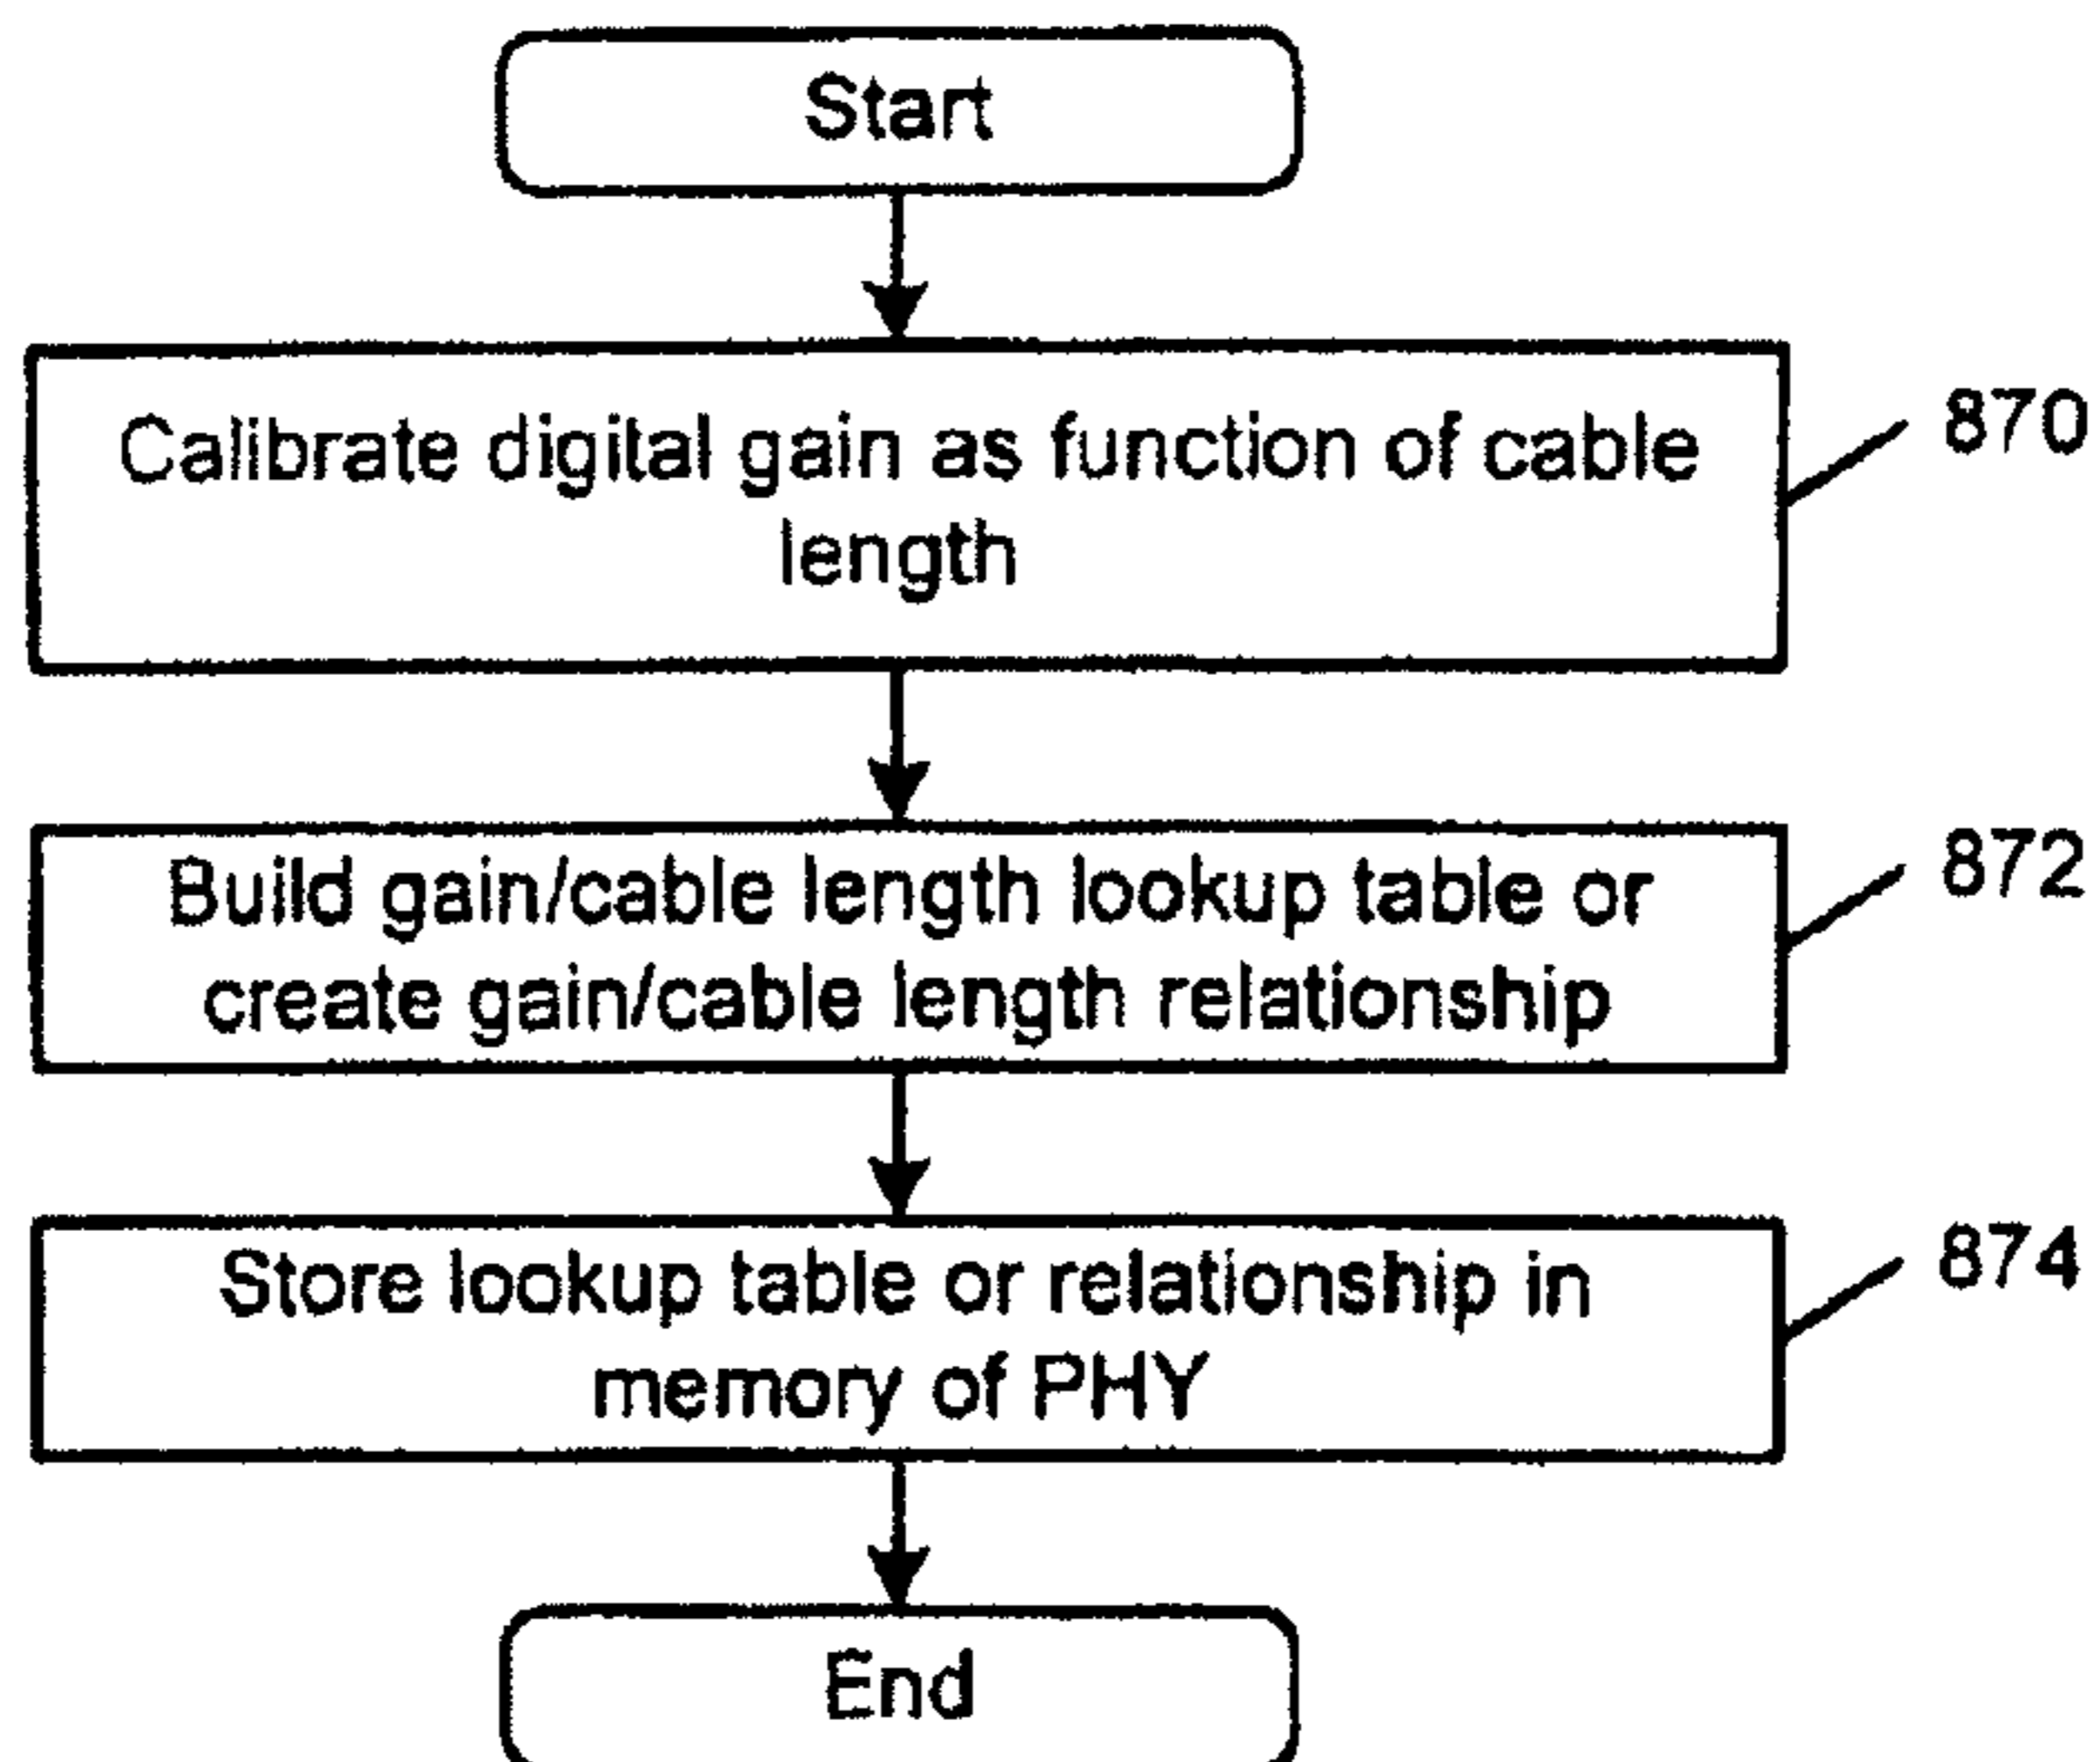 Start
Calibrate digital gain as function of cable
length
870
Build gain/cable length lookup table or
create gain/cable length relationship
872
Store lookup table or relationship in
memory of PHY
874
End